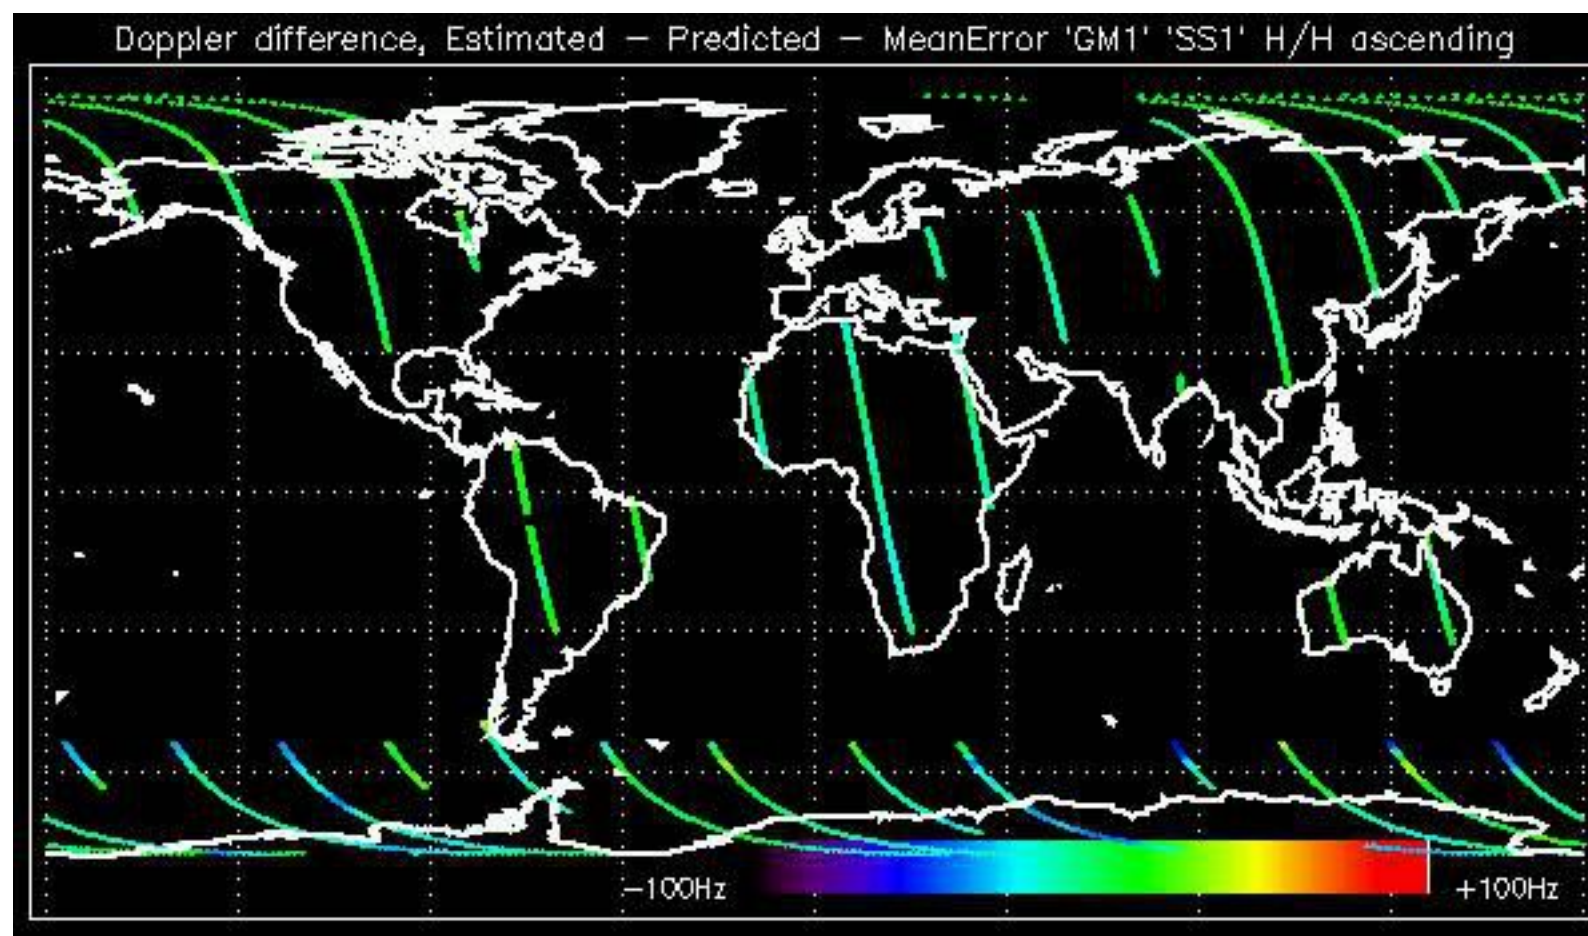 Doppler difference, Estimated − Predicted − MeanError 'GM1' 'SS1' H/H ascending
−100Hz
+100Hz